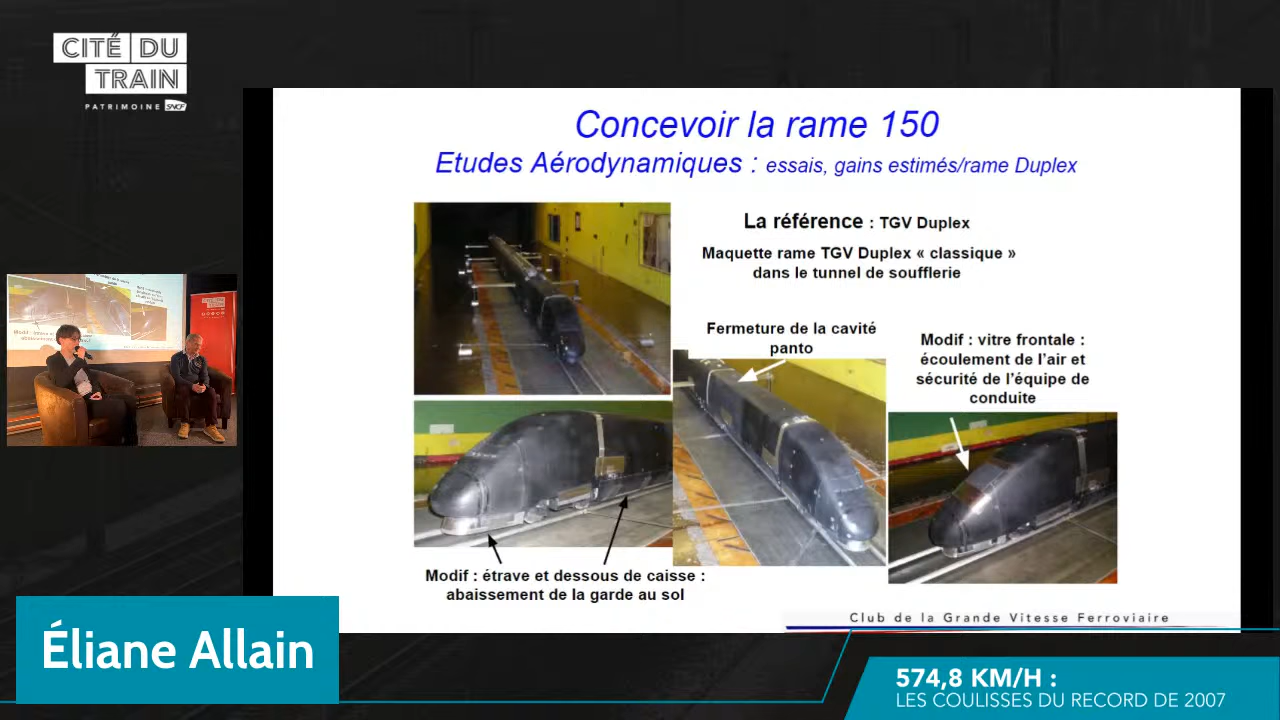 CITÉ DU
TRAIN
PATRIMOINE SNCF
Concevoir la rame 150
Etudes Aérodynamiques : essais, gains estimés/rame Duplex
La référence : TGV Duplex
Maquette rame TGV Duplex « classique »
dans le tunnel de soufflerie
Fermeture de la cavité
panto
Modif : vitre frontale :
écoulement de l'air et
sécurité de l'équipe de
conduite
Modif : étrave et dessous de caisse :
abaissement de la garde au sol
Club de la Grande Vitesse Ferroviaire
CITÉ DU
TRAIN
Éliane Allain
574,8 KM/H :
LES COULISSES DU RECORD DE 2007